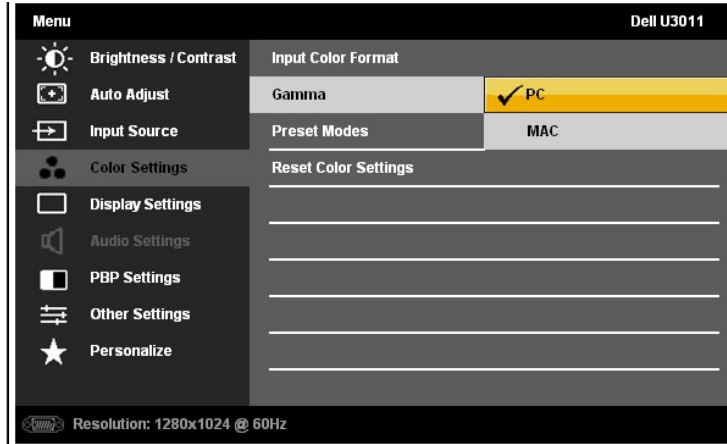 Menu Dell U3011
Brightness / Contrast Input Color Format
Auto Adjust Gamma PC
Input Source Preset Modes MAC
Color Settings Reset Color Settings
Display Settings
Audio Settings
PBP Settings
Other Settings
Personalize
Resolution: 1280x1024 @ 60Hz